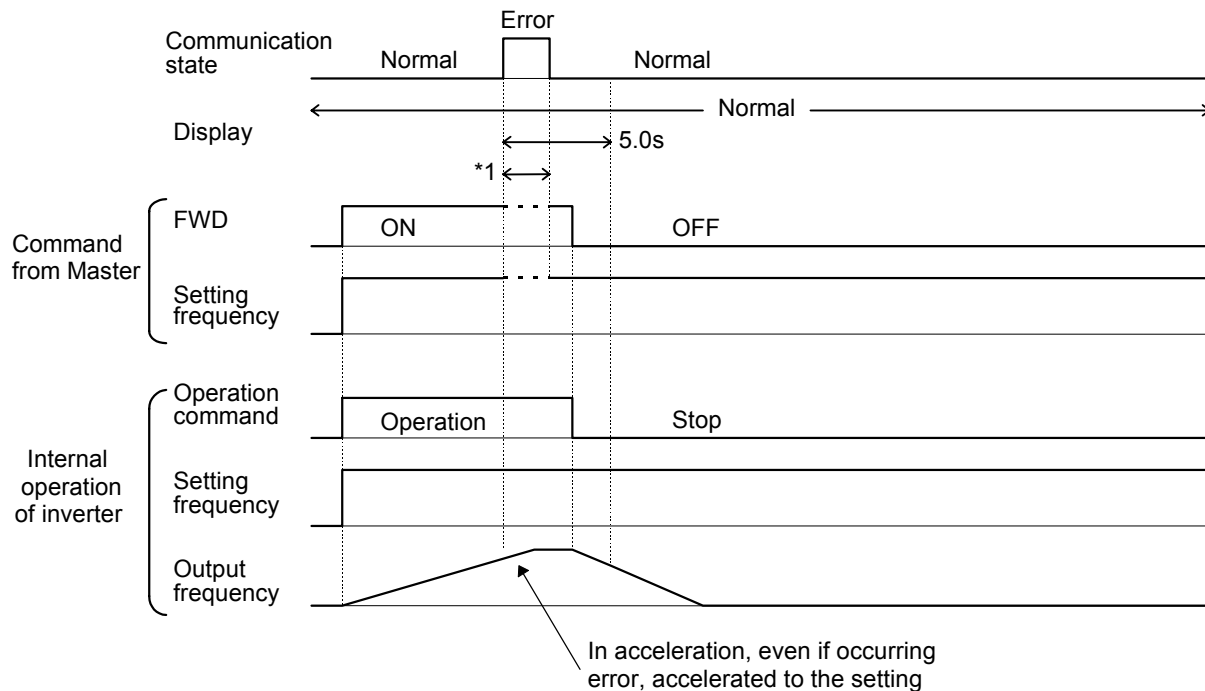 Error
Communication
state
Normal
Normal
Normal
Display
5.0s
*1
Command
from Master
FWD
ON
OFF
Setting
frequency
Internal
operation
of inverter
Operation
command
Operation
Stop
Setting
frequency
Output
frequency
In acceleration, even if occurring
error, accelerated to the setting